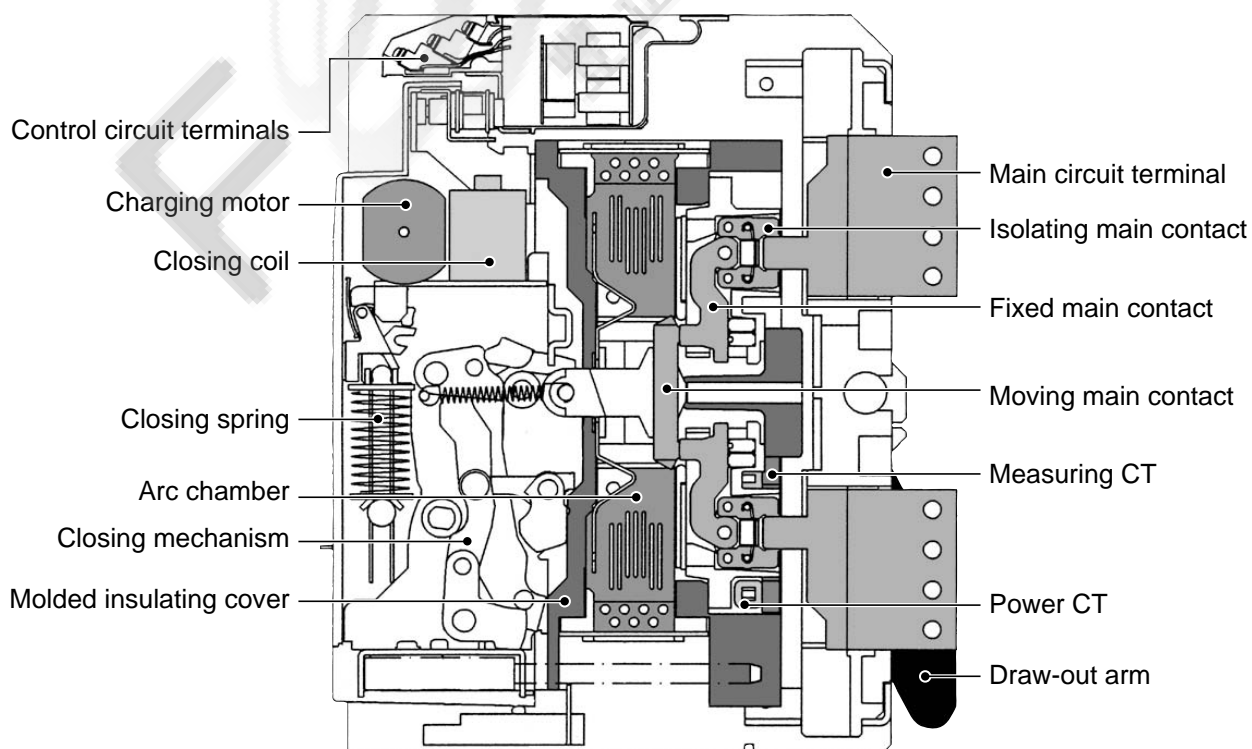 Control circuit terminals
Charging motor
Closing coil
Closing spring
Arc chamber
Closing mechanism
Molded insulating cover
Main circuit terminal
Isolating main contact
Fixed main contact
Moving main contact
Measuring CT
Power CT
Draw-out arm